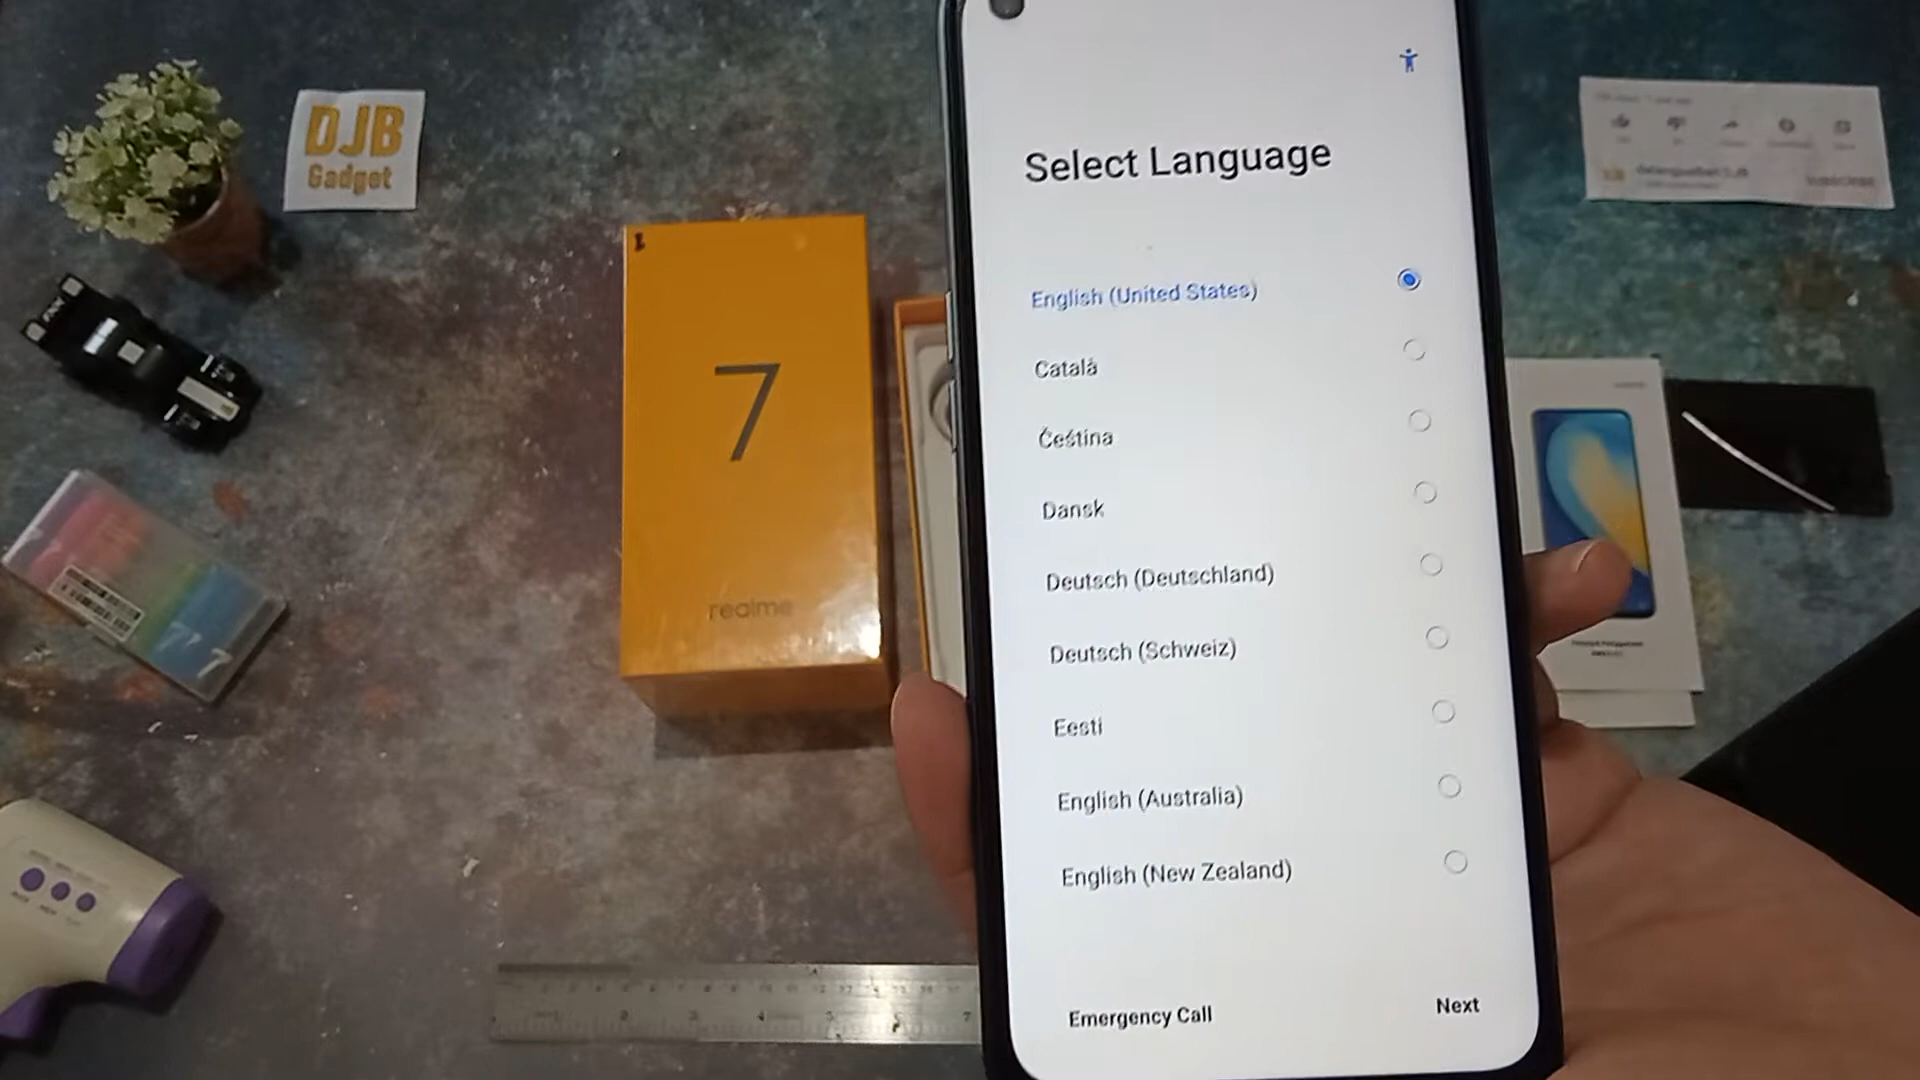 DJB
Gadget
7
realme
Select Language
English (United States)
Català
Čeština
Dansk
Deutsch (Deutschland)
Deutsch (Schweiz)
Eesti
English (Australia)
English (New Zealand)
Emergency Call
Next